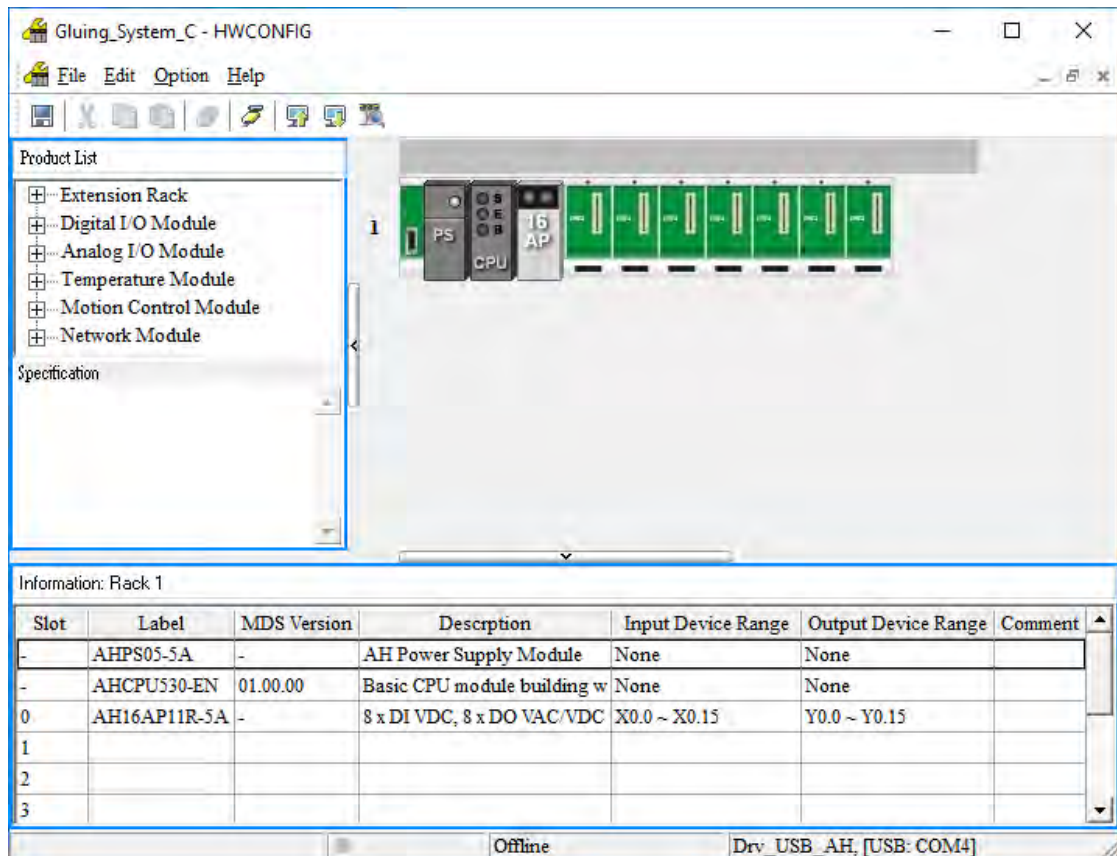 Gluing_System_C - HWCONFIG
File Edit Option Help
Product List
Extension Rack
Digital I/O Module
Analog I/O Module
Temperature Module
Motion Control Module
Network Module
Specification
1
PS
CPU
S
E
B
16
AP
Information: Rack 1
Slot Label MDS Version Descrption Input Device Range Output Device Range Comment
- AHPS05-5A - AH Power Supply Module None None
- AHCPU530-EN 01.00.00 Basic CPU module building w None None
0 AH16AP11R-5A - 8 x DI VDC, 8 x DO VAC/VDC X0.0 ~ X0.15 Y0.0 ~ Y0.15
1
2
3
Offline Drv_USB_AH, [USB: COM4]